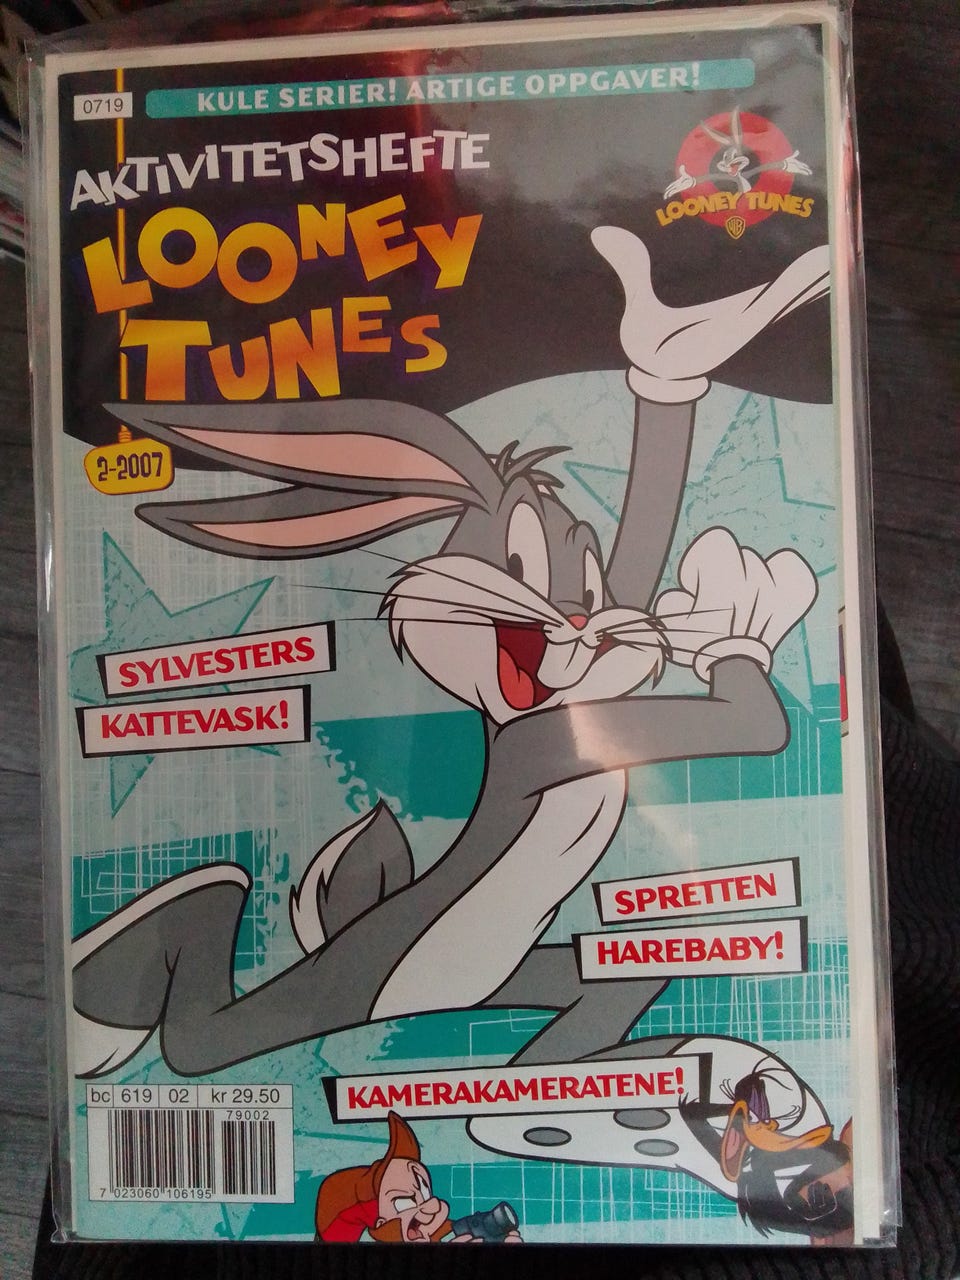 0719
KULE SERIER! ARTIGE OPPGAVER!
AKTIVITETSHEFTE
LOONEY
TUNES
LOONEY TUNES
WB
2-2007
SYLVESTERS
KATTEVASK!
SPRETTEN
HAREBABY!
KAMERAKAMERATENE!
bc 619 02 kr 29.50
79002
7 023060 106195